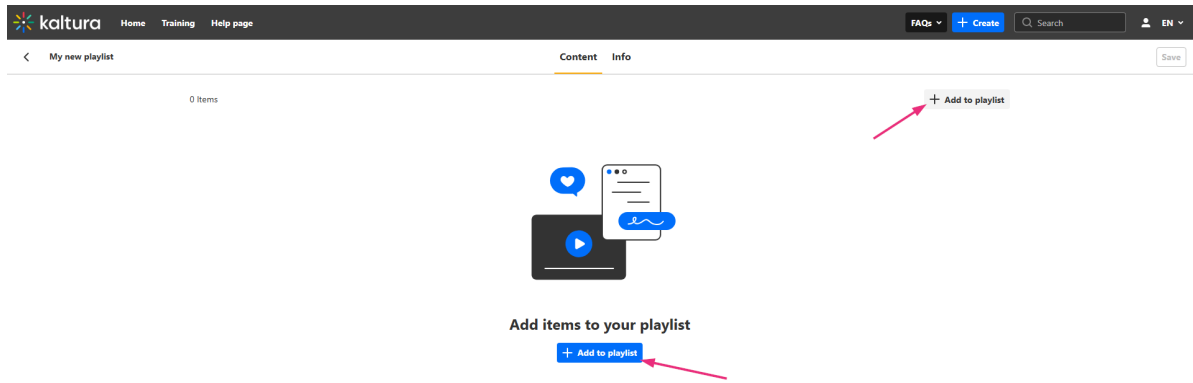 kaltura Home Training Help page FAQs + Create Search EN
My new playlist Content Info Save
0 Items + Add to playlist
Add items to your playlist
+ Add to playlist